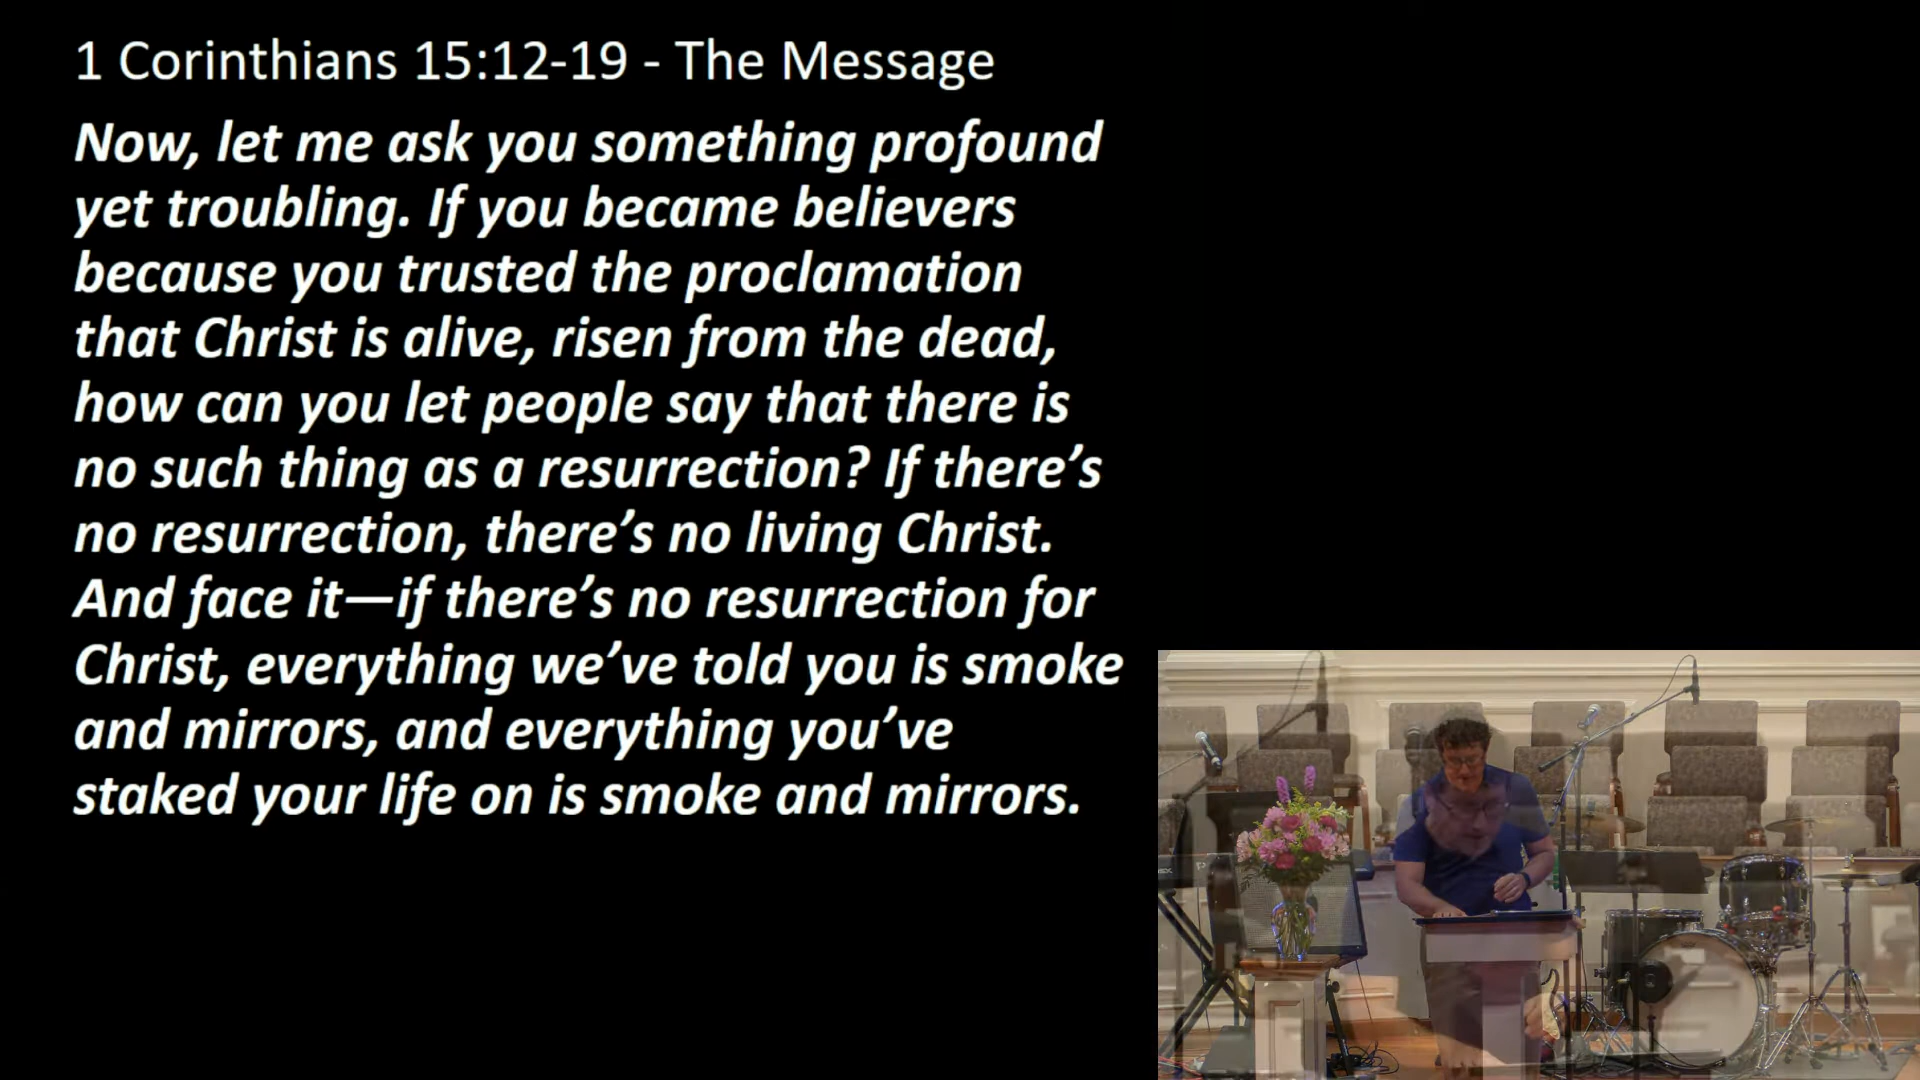 1 Corinthians 15:12-19 - The Message
Now, let me ask you something profound
yet troubling. If you became believers
because you trusted the proclamation
that Christ is alive, risen from the dead,
how can you let people say that there is
no such thing as a resurrection? If there’s
no resurrection, there’s no living Christ.
And face it—if there’s no resurrection for
Christ, everything we’ve told you is smoke
and mirrors, and everything you’ve
staked your life on is smoke and mirrors.